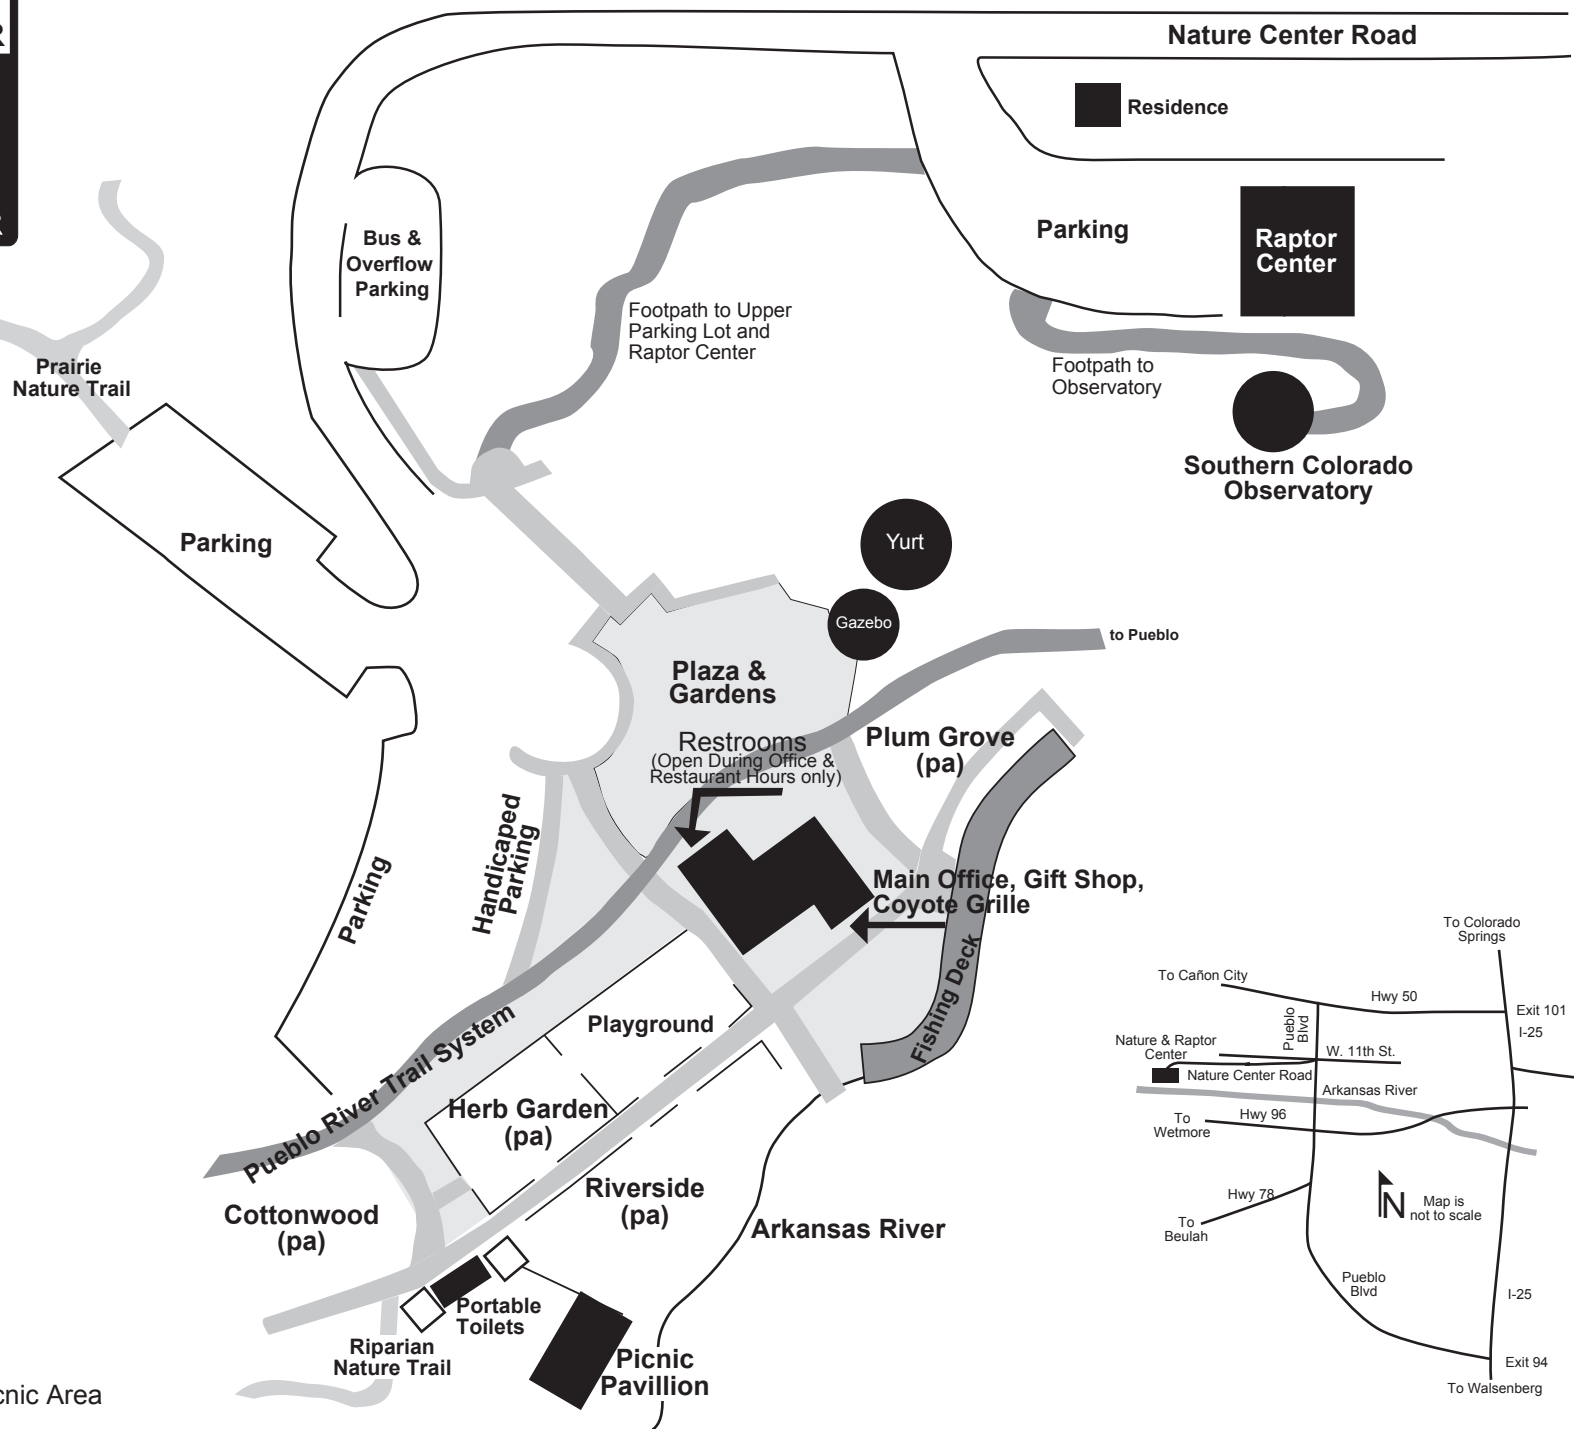 Nature Center Road
Residence
Parking
Raptor
Center
Bus &
Overflow
Parking
Footpath to Upper
Parking Lot and
Raptor Center
Footpath to
Observatory
Prairie
Nature Trail
Southern Colorado
Observatory
Parking
Yurt
Gazebo
to Pueblo
Plaza &
Gardens
Restrooms
(Open During Office &
Restaurant Hours only)
Plum Grove
(pa)
Handicaped
Parking
Parking
Main Office, Gift Shop,
Coyote Grille
Fishing Deck
Playground
Pueblo River Trail System
Herb Garden
(pa)
Riverside
(pa)
Cottonwood
(pa)
Arkansas River
Portable
Toilets
Riparian
Nature Trail
Picnic
Pavillion
cnic Area
To Colorado
Springs
To Cañon City
Hwy 50
Exit 101
I-25
Pueblo
Blvd
Nature & Raptor
Center
W. 11th St.
Nature Center Road
Arkansas River
To
Wetmore
Hwy 96
Hwy 78
To
Beulah
N
Map is
not to scale
Pueblo
Blvd
I-25
Exit 94
To Walsenberg